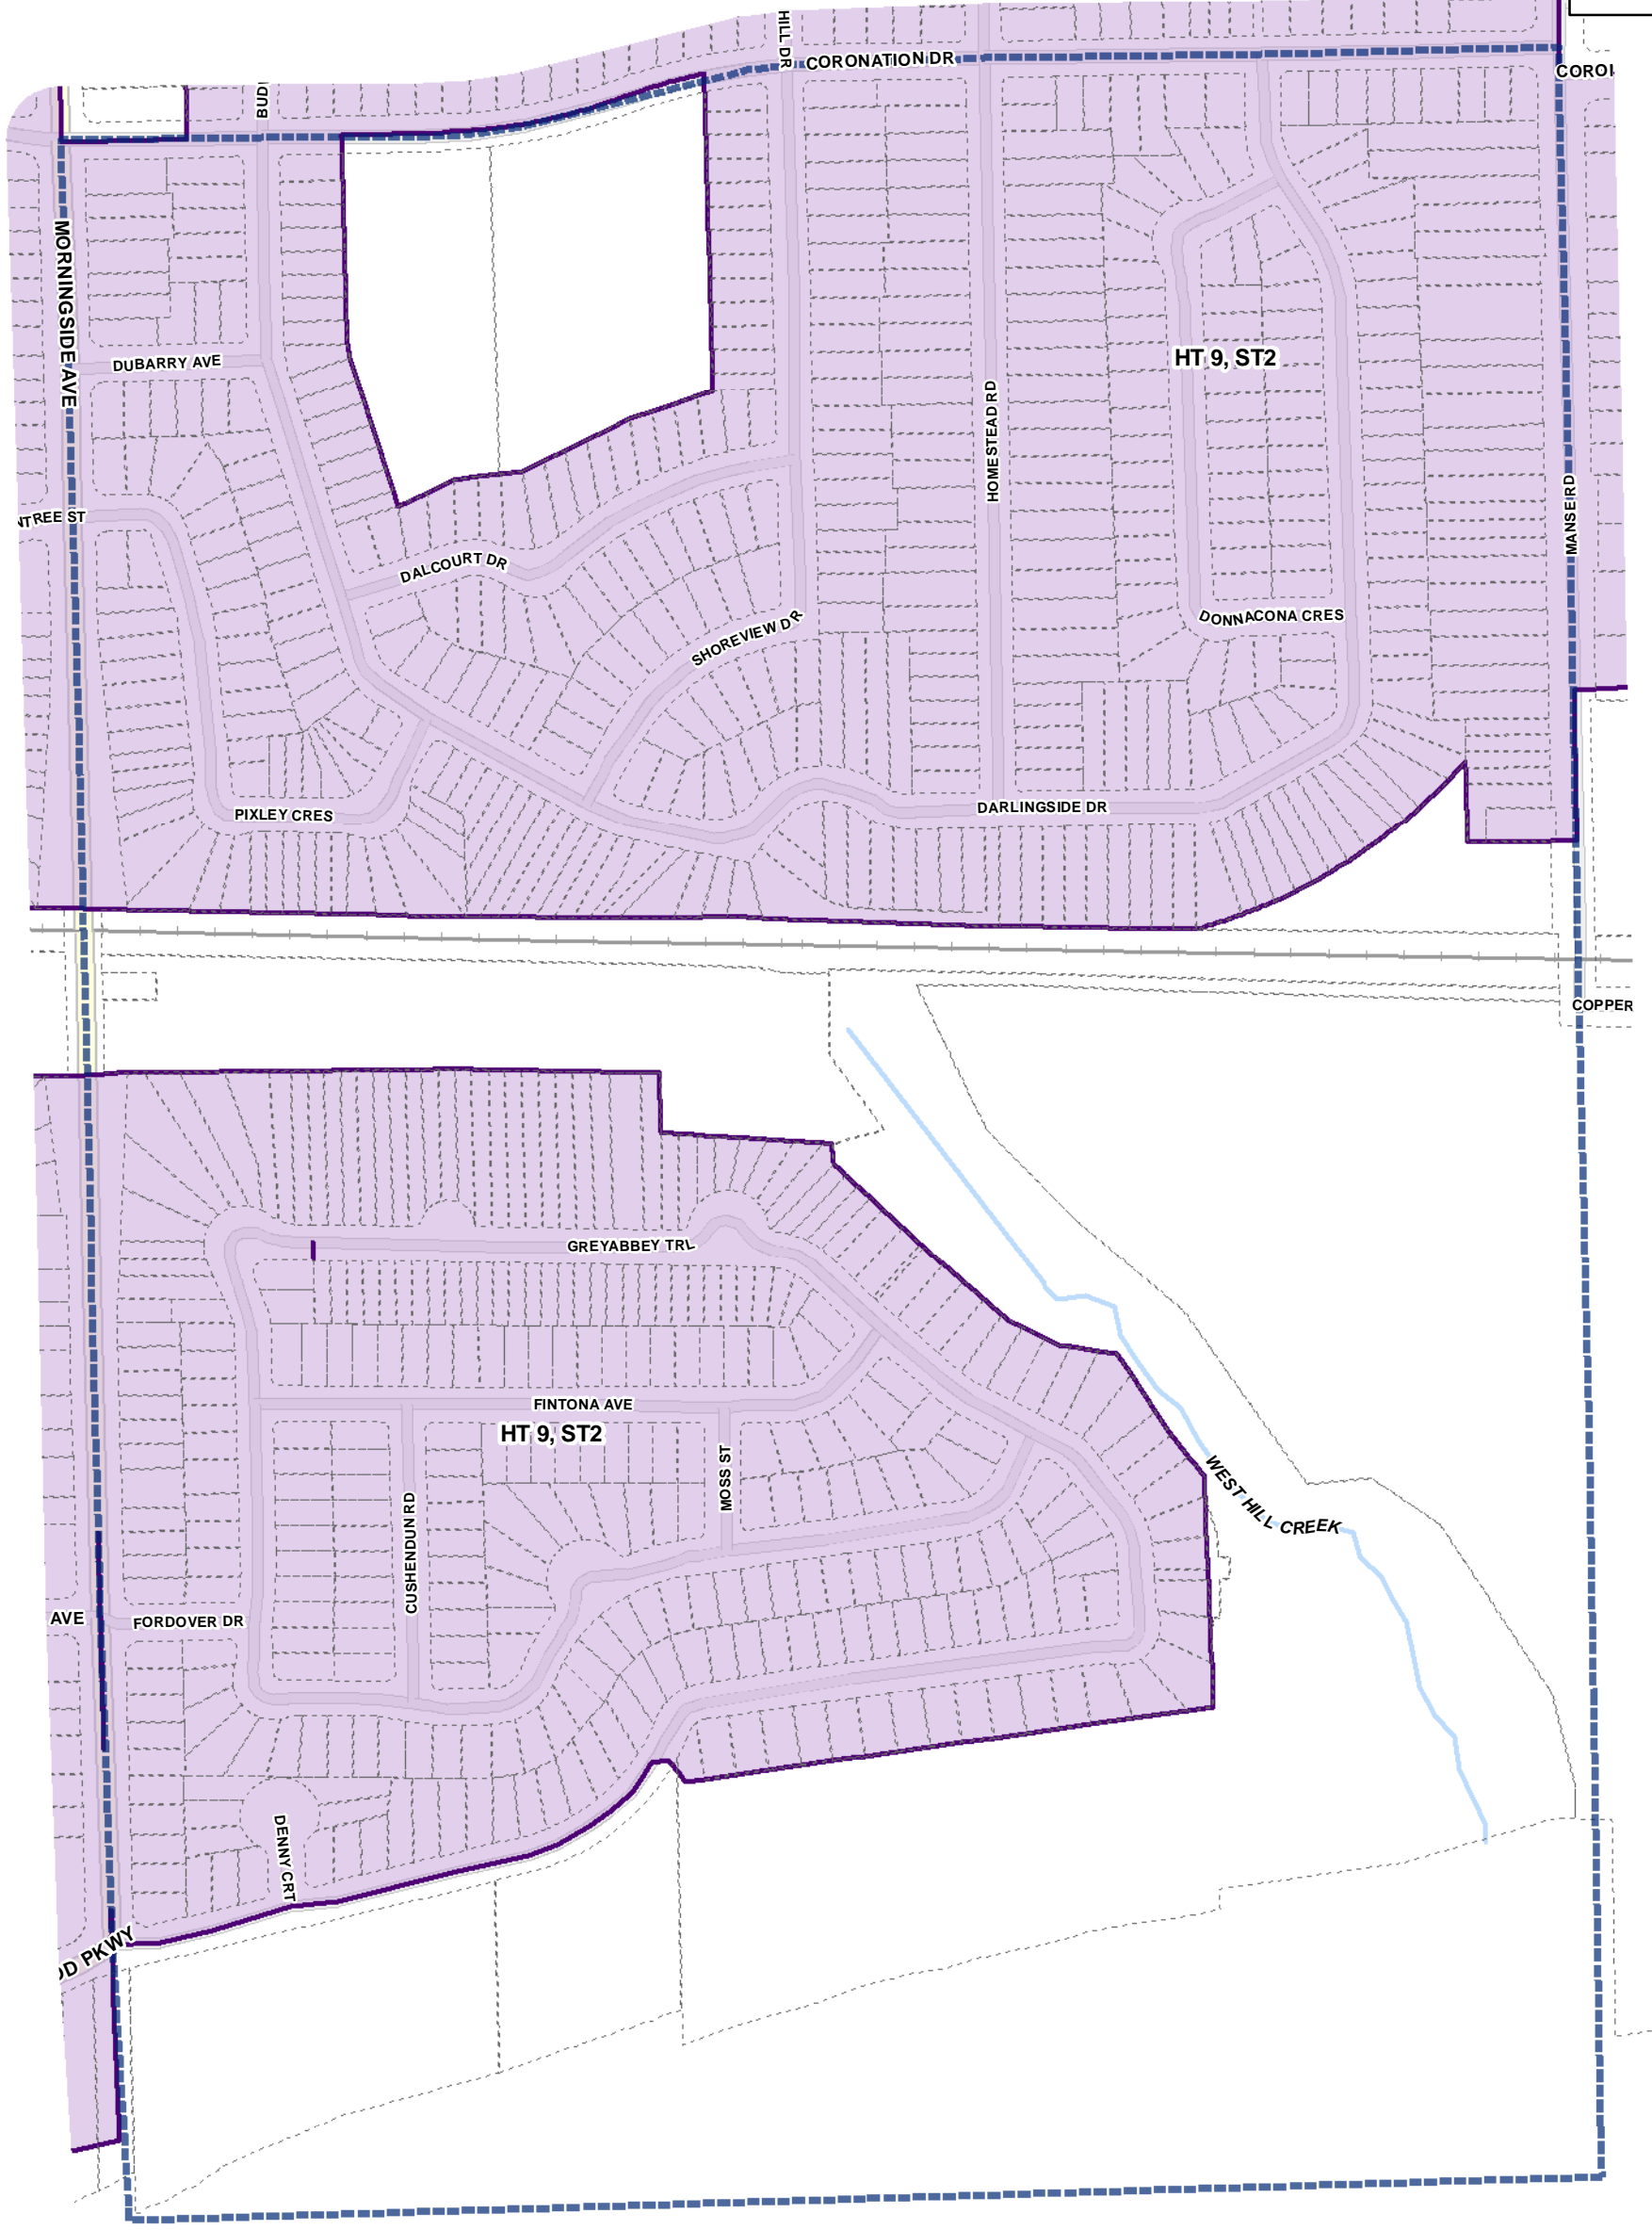 HILL DR
CORONATION DR
COROI
BUDI
MORNINGSIDE AVE
DUBARRY AVE
HT 9, ST2
HOMESTEAD RD
MANSE RD
NTREE ST
DALCOURT DR
SHOREVIEW DR
DONNACONA CRES
DARLINGSIDE DR
PIXLEY CRES
COPPER
GREYABBEY TRL
FINTONA AVE
HT 9, ST2
MOSS ST
WEST HILL CREEK
CUSHENDUN RD
AVE
FORDOVER DR
DENNY CRT
OD PKWY